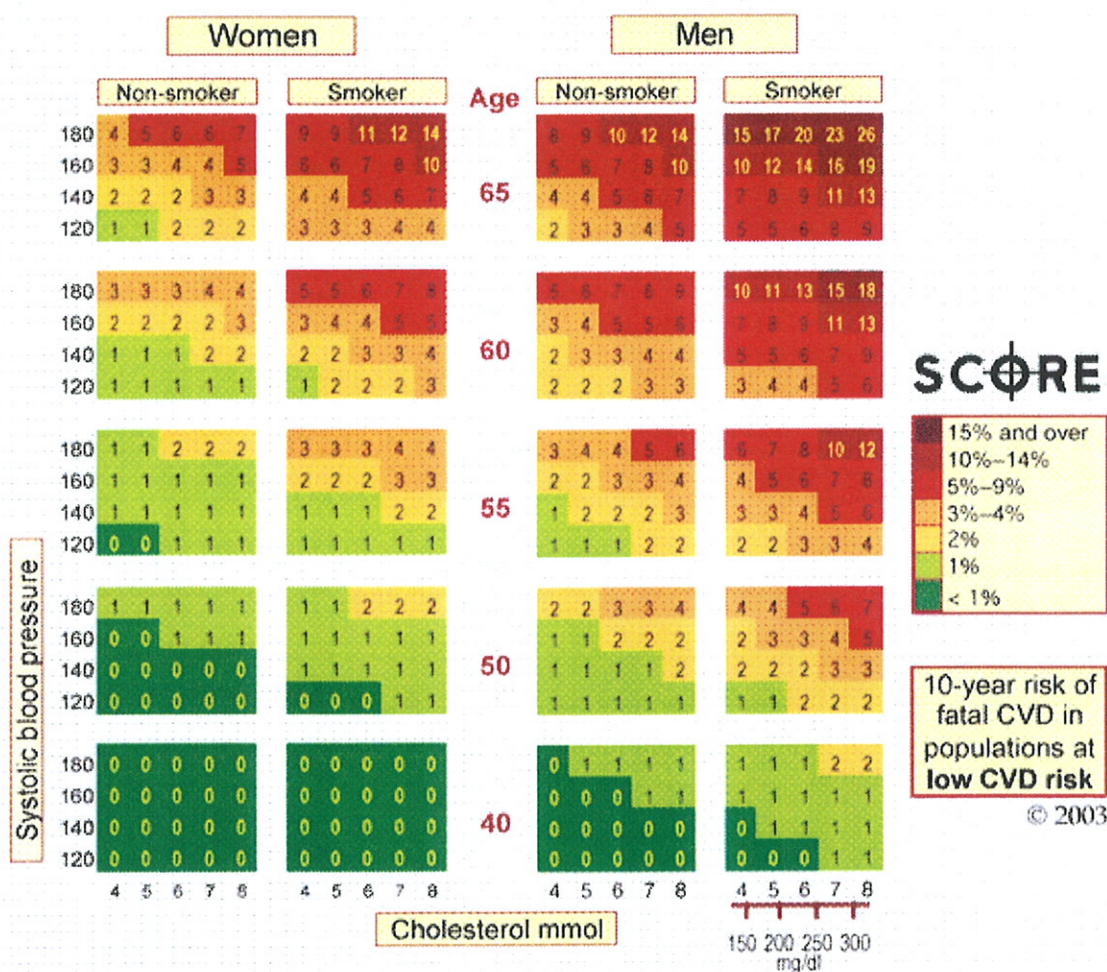 Women Men
Non-smoker Smoker Age Non-smoker Smoker
180 4 5 6 6 7 9 9 11 12 14 8 9 10 12 14 15 17 20 23 26
160 3 3 4 4 5 6 6 7 8 10 5 6 7 8 10 10 12 14 16 19
65
140 2 2 2 3 3 4 4 5 6 7 4 4 5 6 7 7 8 9 11 13
120 1 1 2 2 2 3 3 3 4 4 2 3 3 4 5 5 5 6 8 9
180 3 3 3 4 4 5 5 6 7 8 5 6 7 8 9 10 11 13 15 18
160 2 2 2 2 3 3 4 4 5 5 3 4 5 5 6 7 8 9 11 13
60
140 1 1 1 2 2 2 2 3 3 4 2 3 3 4 4 5 5 6 7 9
120 1 1 1 1 1 1 2 2 2 3 2 2 2 3 3 3 4 4 5 6
180 1 1 2 2 2 3 3 3 4 4 3 4 4 5 6 6 7 8 10 12
160 1 1 1 1 1 2 2 2 3 3 2 2 3 3 4 4 5 6 7 8
55
140 1 1 1 1 1 1 1 1 2 2 1 2 2 2 3 3 3 4 5 6
120 0 0 1 1 1 1 1 1 1 1 1 1 1 2 2 2 2 3 3 4
180 1 1 1 1 1 1 1 2 2 2 2 2 3 3 4 4 4 5 6 7
160 0 0 1 1 1 1 1 1 1 1 1 1 2 2 2 2 3 3 4 5
50
140 0 0 0 0 0 1 1 1 1 1 1 1 1 1 2 2 2 2 3 3
120 0 0 0 0 0 0 0 0 1 1 1 1 1 1 1 1 1 2 2 2
180 0 0 0 0 0 0 0 0 0 0 0 1 1 1 1 1 1 1 2 2
160 0 0 0 0 0 0 0 0 0 0 0 0 0 1 1 1 1 1 1 1
40
140 0 0 0 0 0 0 0 0 0 0 0 0 0 0 0 0 1 1 1 1
120 0 0 0 0 0 0 0 0 0 0 0 0 0 0 0 0 0 0 1 1
4 5 6 7 8 4 5 6 7 8 4 5 6 7 8 4 5 6 7 8
Systolic blood pressure
Cholesterol mmol
150 200 250 300
mg/dl
SCORE
15% and over
10%–14%
5%–9%
3%–4%
2%
1%
< 1%
10-year risk of
fatal CVD in
populations at
low CVD risk
© 2003